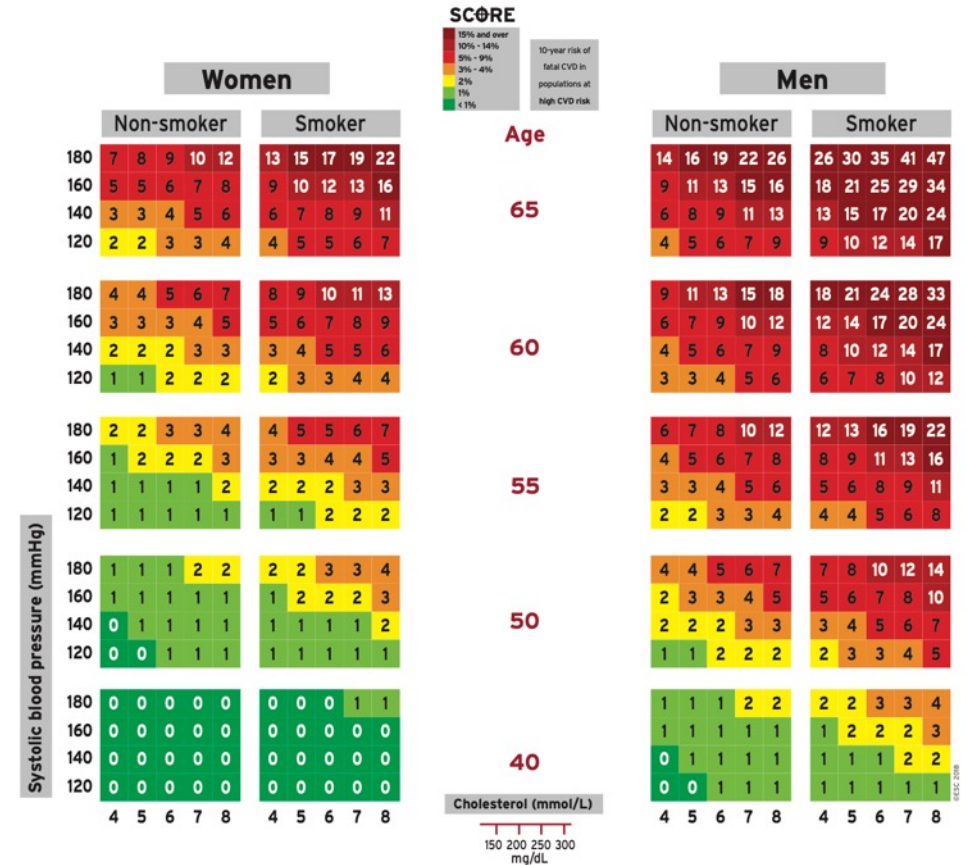 SCORE
15% and over
10% - 14%
5% - 9%
3% - 4%
2%
1%
< 1%
10-year risk of
fatal CVD in
populations at
high CVD risk
Women
Men
Non-smoker Smoker Age Non-smoker Smoker
180 7 8 9 10 12 13 15 17 19 22 14 16 19 22 26 26 30 35 41 47
160 5 5 6 7 8 9 10 12 13 16 9 11 13 15 16 18 21 25 29 34
65
140 3 3 4 5 6 6 7 8 9 11 6 8 9 11 13 13 15 17 20 24
120 2 2 3 3 4 4 5 5 6 7 4 5 6 7 9 9 10 12 14 17
180 4 4 5 6 7 8 9 10 11 13 9 11 13 15 18 18 21 24 28 33
160 3 3 3 4 5 5 6 7 8 9 6 7 9 10 12 12 14 17 20 24
60
140 2 2 2 3 3 3 4 5 5 6 4 5 6 7 9 8 10 12 14 17
120 1 1 2 2 2 2 3 3 4 4 3 3 4 5 6 6 7 8 10 12
180 2 2 3 3 4 4 5 5 6 7 6 7 8 10 12 12 13 16 19 22
160 1 2 2 2 3 3 3 4 4 5 4 5 6 7 8 8 9 11 13 16
55
140 1 1 1 1 2 2 2 2 3 3 3 3 4 5 6 5 6 8 9 11
120 1 1 1 1 1 1 1 2 2 2 2 2 3 3 4 4 4 5 6 8
180 1 1 1 2 2 2 2 3 3 4 4 4 5 6 7 7 8 10 12 14
160 1 1 1 1 1 1 2 2 2 3 2 3 3 4 5 5 6 7 8 10
50
140 0 1 1 1 1 1 1 1 1 2 2 2 2 3 3 3 4 5 6 7
120 0 0 1 1 1 1 1 1 1 1 1 1 2 2 2 2 3 3 4 5
180 0 0 0 0 0 0 0 0 1 1 1 1 1 2 2 2 2 3 3 4
160 0 0 0 0 0 0 0 0 0 0 1 1 1 1 1 1 2 2 2 3
40
140 0 0 0 0 0 0 0 0 0 0 0 1 1 1 1 1 1 1 2 2
120 0 0 0 0 0 0 0 0 0 0 0 0 1 1 1 1 1 1 1 1
4 5 6 7 8 4 5 6 7 8 4 5 6 7 8 4 5 6 7 8
Systolic blood pressure (mmHg)
Cholesterol (mmol/L)
150 200 250 300
mg/dL
©ESC 2018